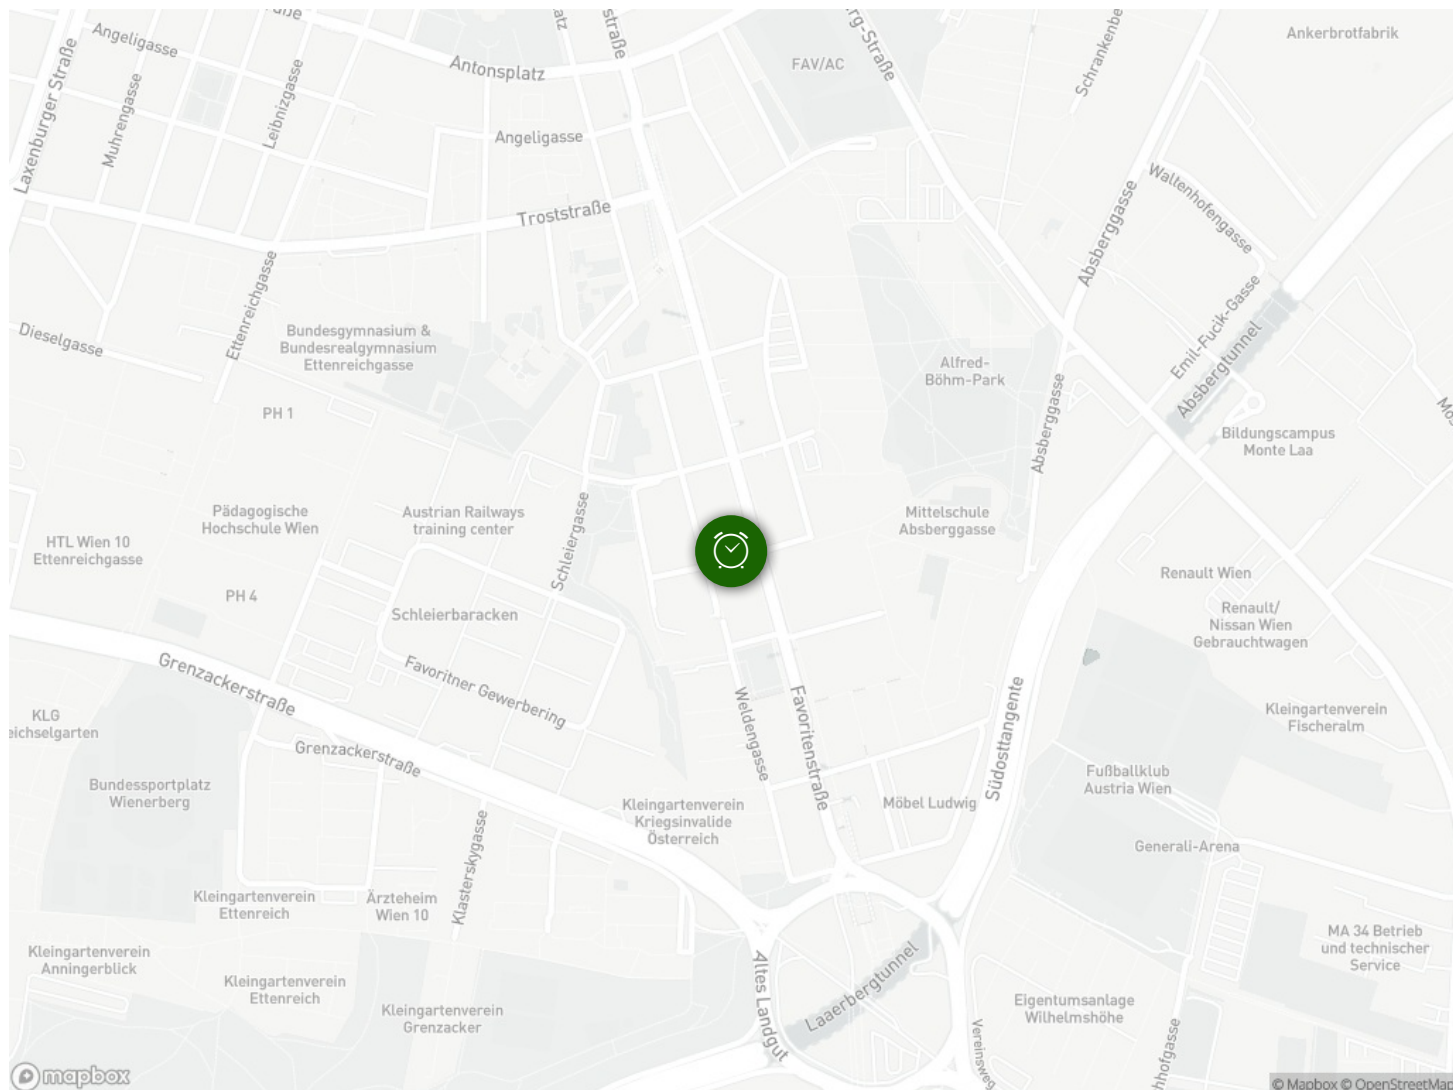 Angeligasse
Laxenburger Straße
Muhrengasse
Leibnizgasse
Antonsplatz
Angeligasse
FAV/AC
Ankerbrotfabrik
Troststraße
Absberggasse
Waltenhofengasse
Ettenreichgasse
Dieselgasse
Bundesgymnasium &
Bundesrealgymnasium
Ettenreichgasse
Emil-Fucik-Gasse
Absbergtunnel
Alfred-
Böhm-Park
PH 1
Absberggasse
Bildungscampus
Monte Laa
Pädagogische
Hochschule Wien
Austrian Railways
training center
Mittelschule
Absberggasse
HTL Wien 10
Ettenreichgasse
Schleiergasse
Renault Wien
PH 4
Schleierbaracken
Renault/
Nissan Wien
Gebrauchtwagen
Grenzackerstraße
Favoritner Gewerbering
Weldengasse
Favoritenstraße
Südosttangente
KLG
eichselgarten
Kleingartenverein
Fischeralm
Grenzackerstraße
Bundessportplatz
Wienerberg
Fußballklub
Austria Wien
Kleingartenverein
Kriegsinvalide
Österreich
Möbel Ludwig
Klasterskygasse
Generali-Arena
Kleingartenverein
Ettenreich
Ärzteheim
Wien 10
Kleingartenverein
Anningerblick
MA 34 Betrieb
und technischer
Service
Kleingartenverein
Ettenreich
Altes Landgut
Laaerbergtunnel
Kleingartenverein
Grenzacker
Eigentumsanlage
Wilhelmshöhe
Vereinsweg
mapbox
© Mapbox © OpenStreetMap